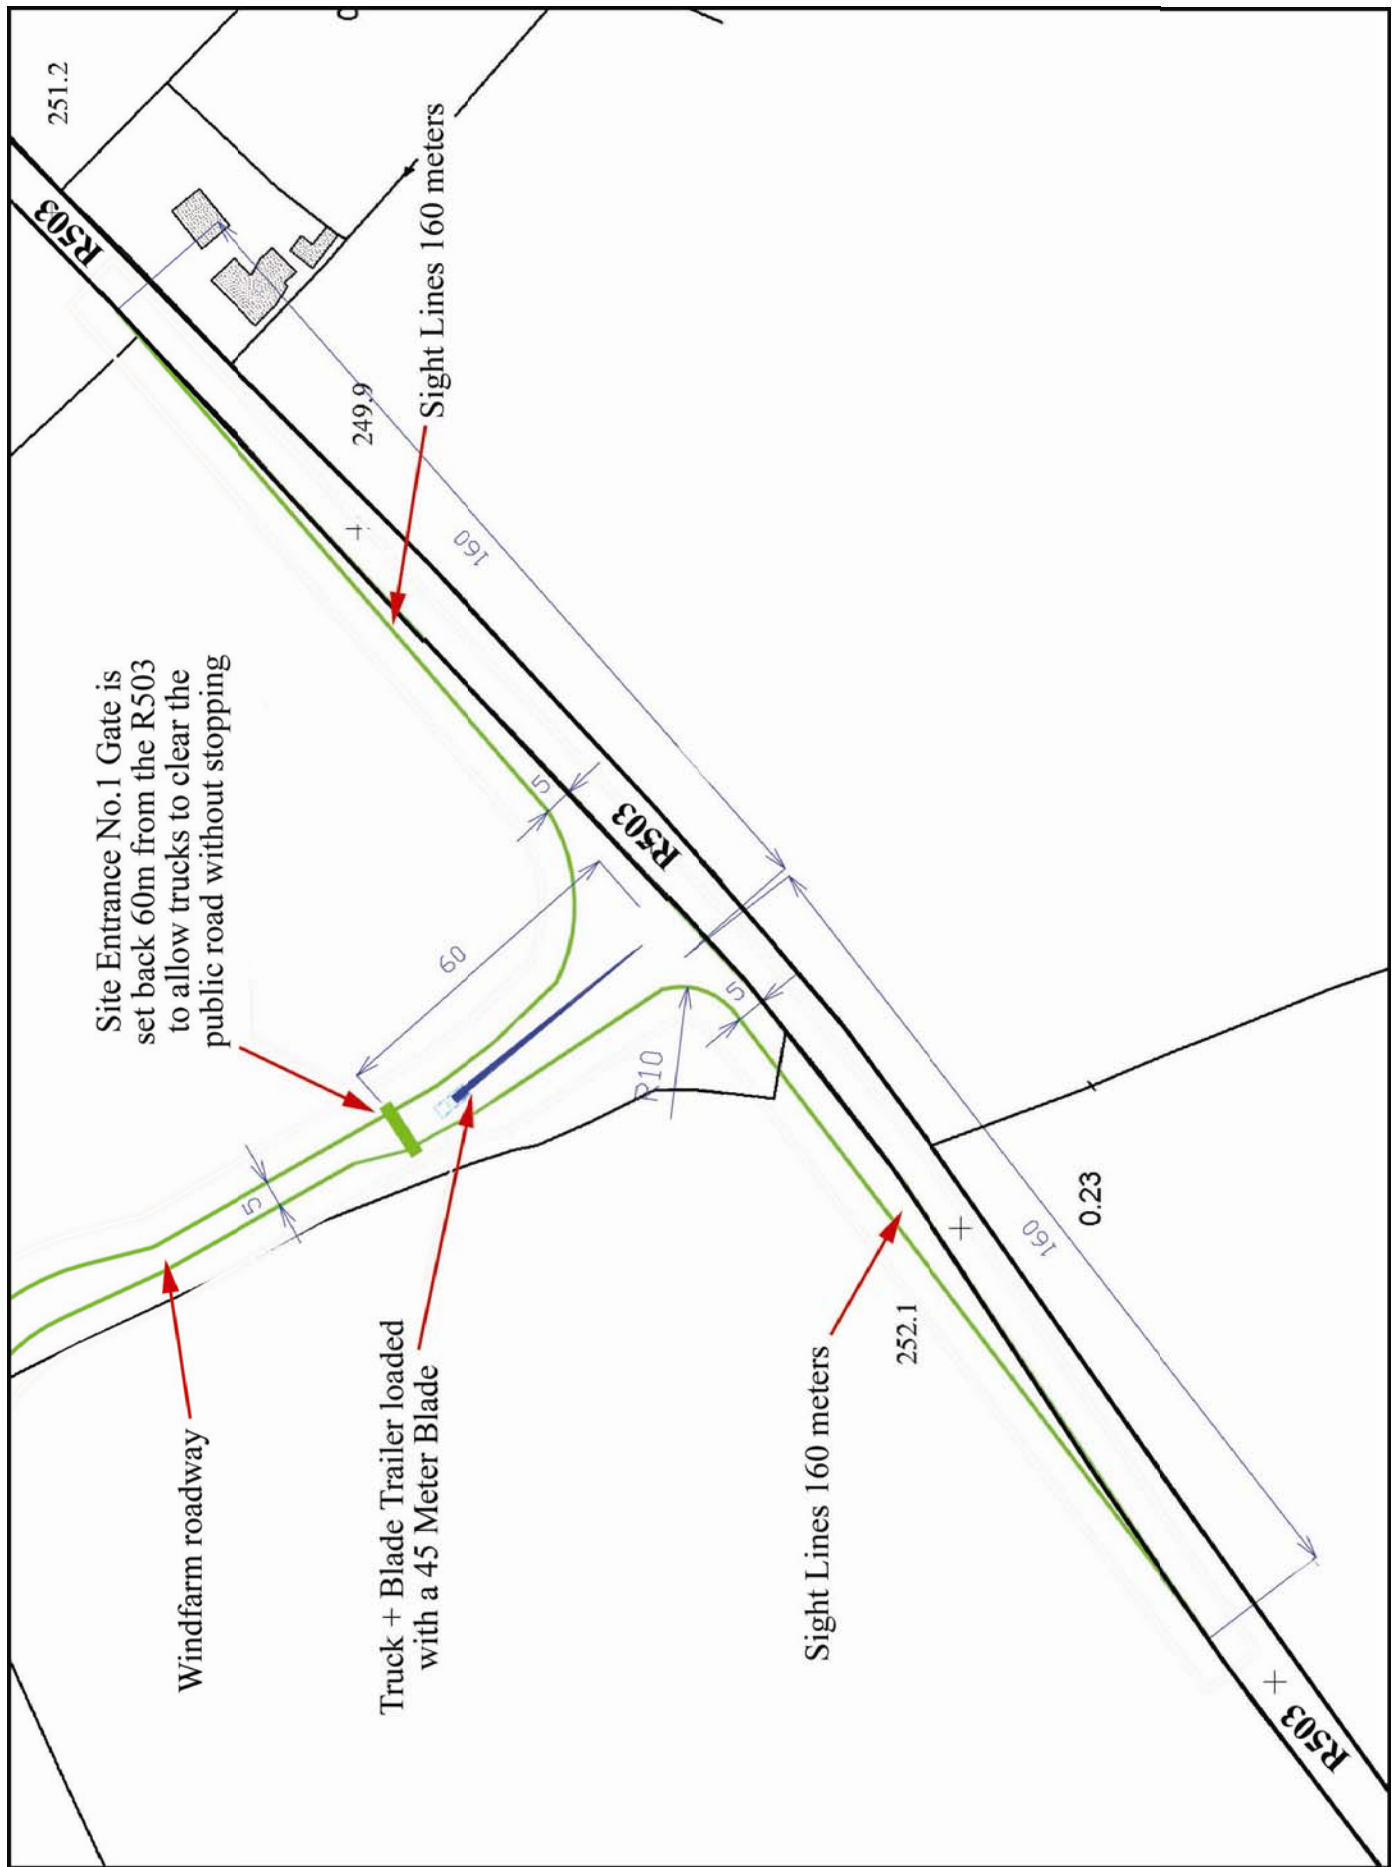 Site Entrance No.1 Gate is
set back 60m from the R503
to allow trucks to clear the
public road without stopping
Windfarm roadway
Truck + Blade Trailer loaded
with a 45 Meter Blade
Sight Lines 160 meters
Sight Lines 160 meters
R503
R503
R503
251.2
249.9
252.1
0.23
160
160
60
5
5
5
R10